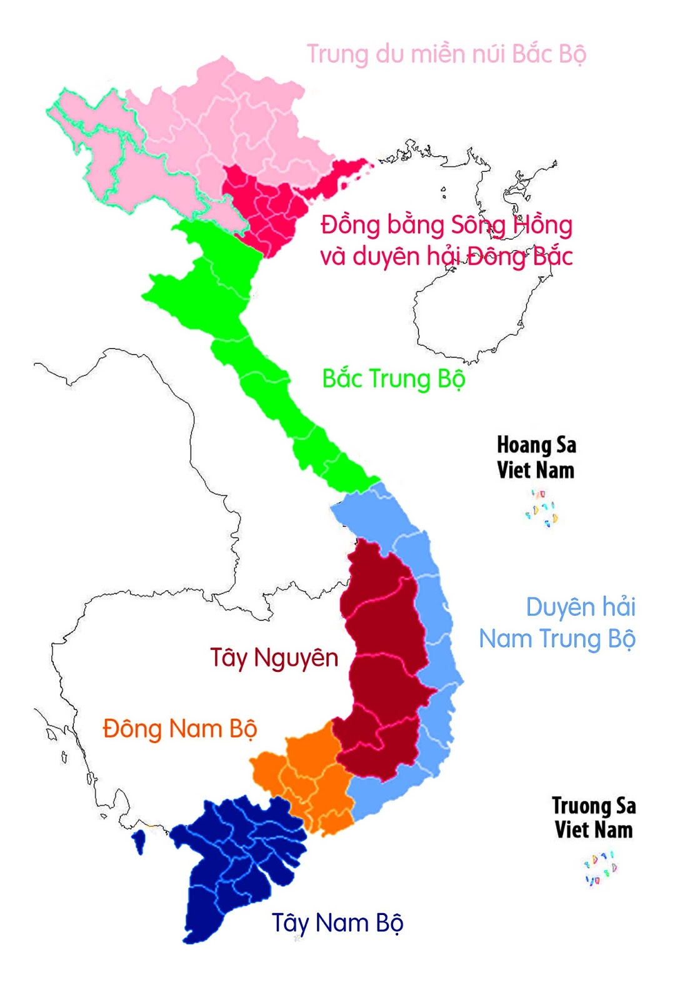 Trung du miền núi Bắc Bộ
Đồng bằng Sông Hồng
và duyên hải Đông Bắc
Bắc Trung Bộ
Hoang Sa
Viet Nam
Duyên hải
Nam Trung Bộ
Tây Nguyên
Đông Nam Bộ
Truong Sa
Viet Nam
Tây Nam Bộ